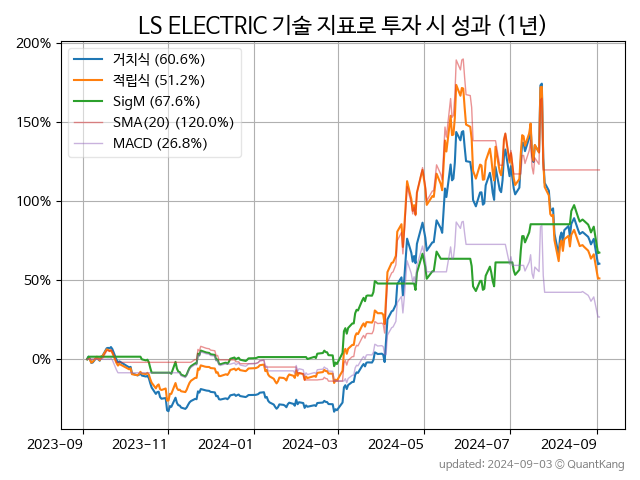 LS ELECTRIC 기술 지표로 투자 시 성과 (1년)
200%
150%
100%
50%
0%
거치식 (60.6%)
적립식 (51.2%)
SigM (67.6%)
SMA(20) (120.0%)
MACD (26.8%)
2023-09
2023-11
2024-01
2024-03
2024-05
2024-07
2024-09
updated: 2024-09-03 © QuantKang